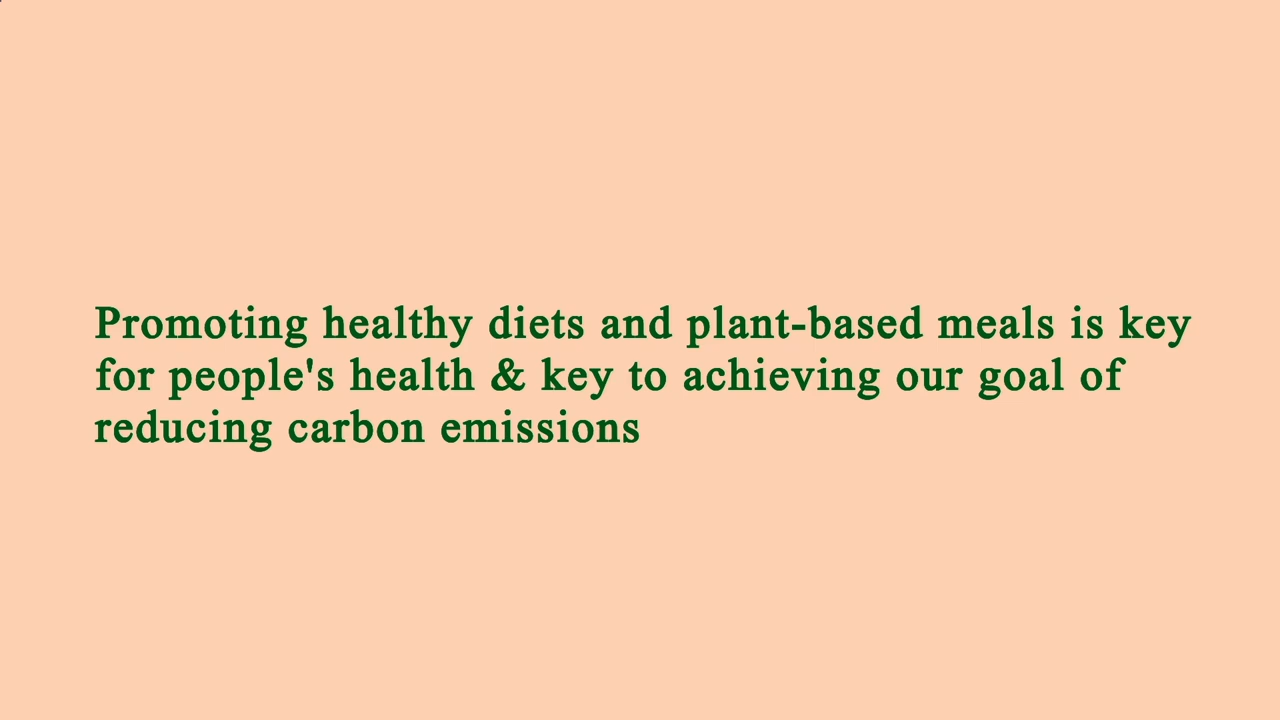 Promoting healthy diets and plant-based meals is key
for people's health & key to achieving our goal of
reducing carbon emissions